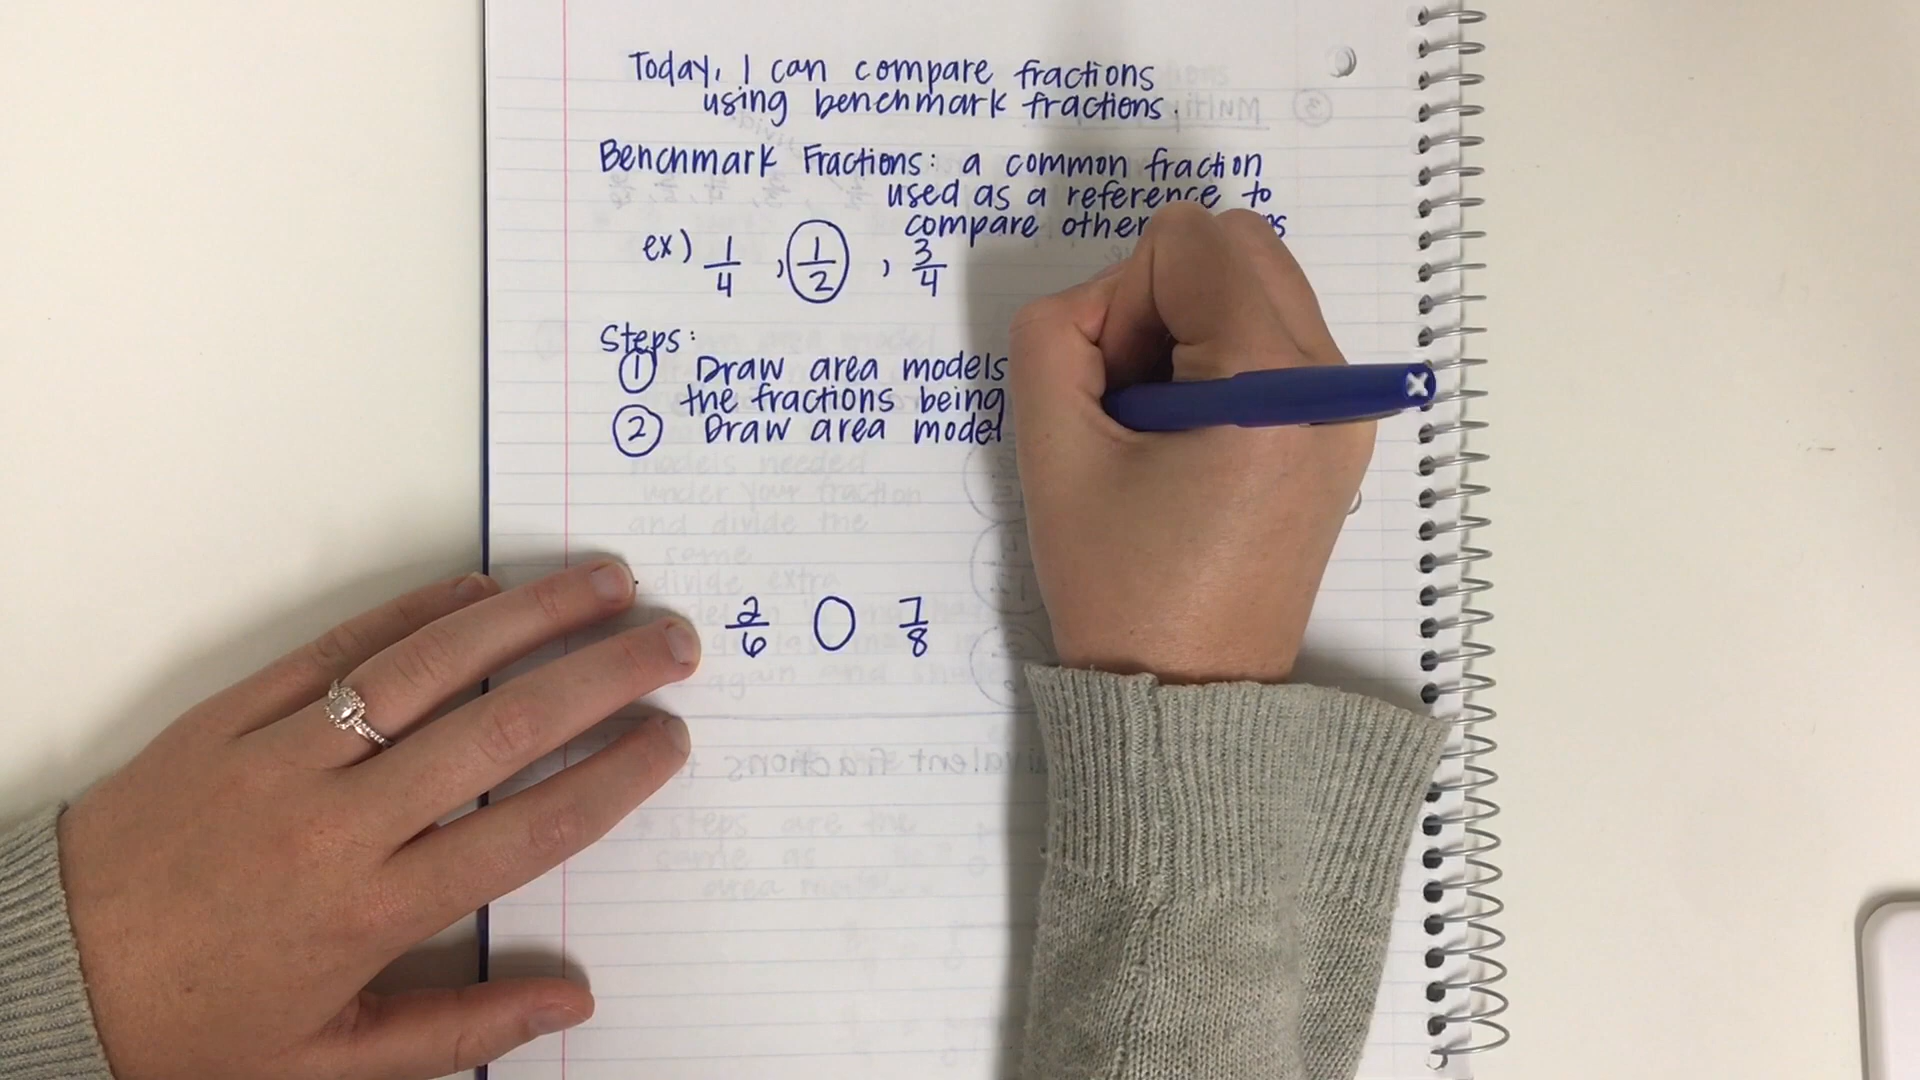 Today, I can compare fractions
using benchmark fractions.
Benchmark Fractions: a common fraction
used as a reference to
compare other
ex) 1/4, 1/2, 3/4
Steps:
① Draw area models
the fractions being
② Draw area model
2/6 ○ 7/8